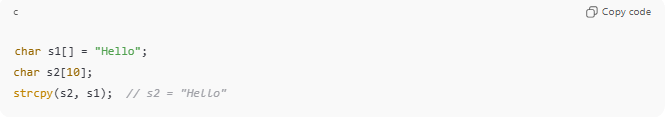 c Copy code
char s1[] = "Hello";
char s2[10];
strcpy(s2, s1);  // s2 = "Hello"